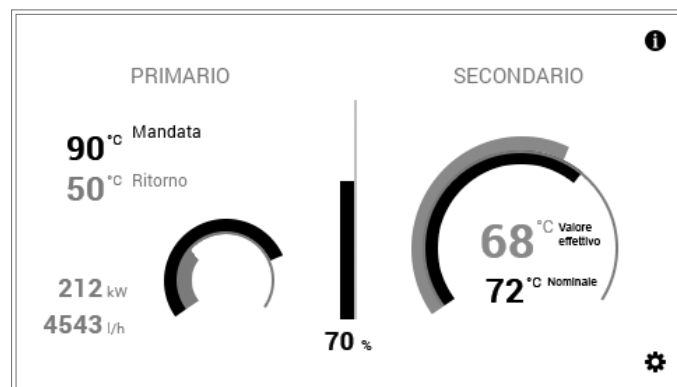 PRIMARIO
90 °C Mandata
50 °C Ritorno
212 kW
4543 l/h
70 %
SECONDARIO
68 °C Valore
effettivo
72 °C Nominale